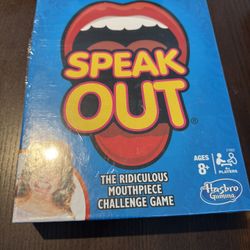 SPEAK
OUT®
AGES
8+
PLAYERS
THE RIDICULOUS
MOUTHPIECE
CHALLENGE GAME
Hasbro
Gaming